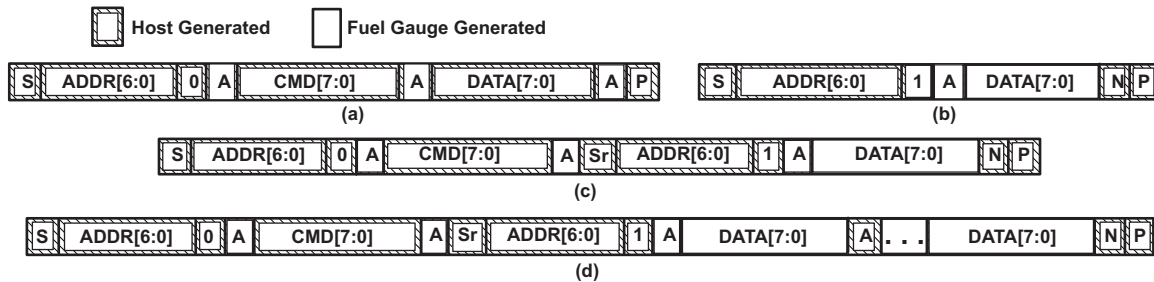 Host Generated Fuel Gauge Generated
S ADDR[6:0] 0 A CMD[7:0] A DATA[7:0] A P
(a)
S ADDR[6:0] 1 A DATA[7:0] N P
(b)
S ADDR[6:0] 0 A CMD[7:0] A Sr ADDR[6:0] 1 A DATA[7:0] N P
(c)
S ADDR[6:0] 0 A CMD[7:0] A Sr ADDR[6:0] 1 A DATA[7:0] A ... DATA[7:0] N P
(d)